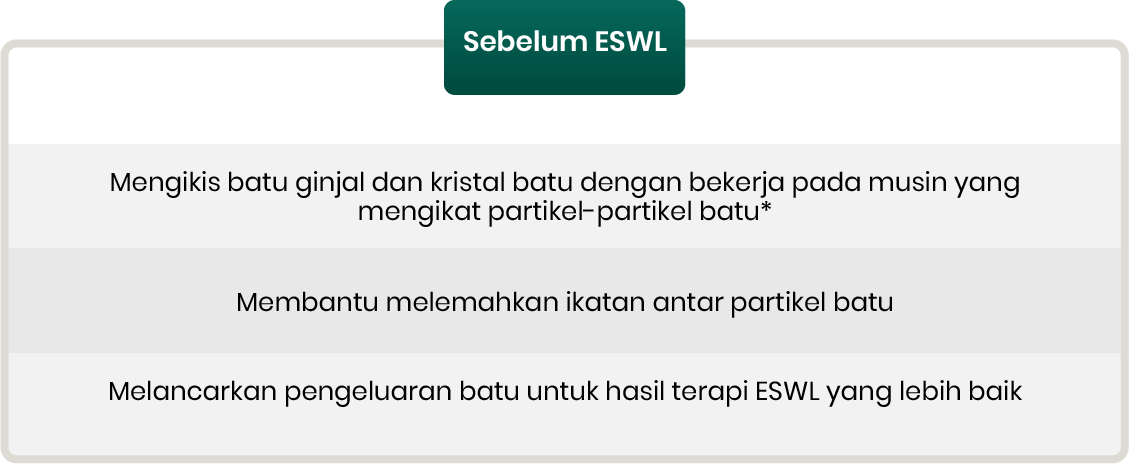 Sebelum ESWL
Mengikis batu ginjal dan kristal batu dengan bekerja pada musin yang
mengikat partikel-partikel batu*
Membantu melemahkan ikatan antar partikel batu
Melancarkan pengeluaran batu untuk hasil terapi ESWL yang lebih baik